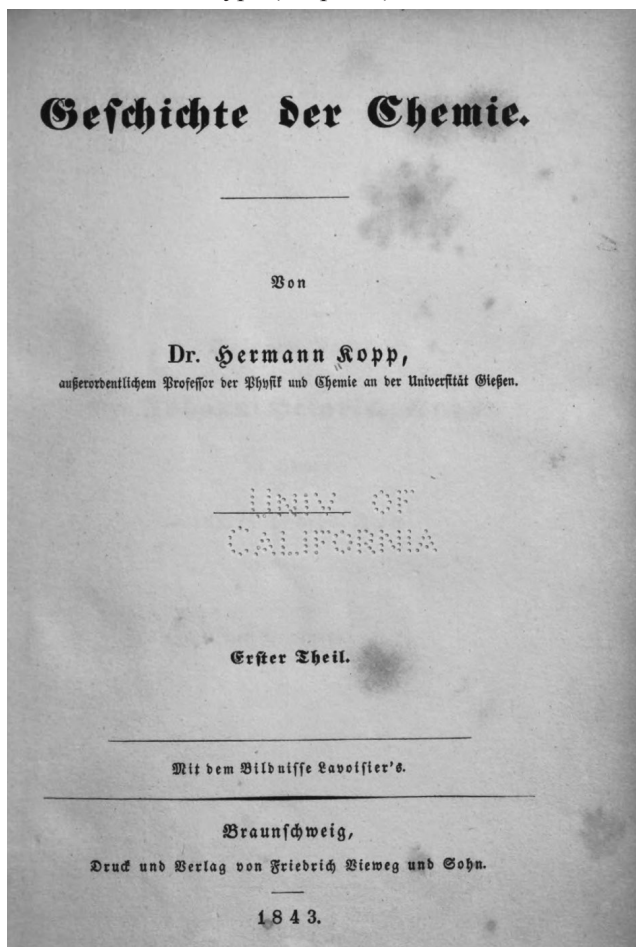 Geschichte der Chemie.
Von
Dr. Hermann Kopp,
außerordentlichem Professor der Physik und Chemie an der Universität Gießen.
UNIV. OF
CALIFORNIA
Erster Theil.
Mit dem Bildnisse Lavoisier's.
Braunschweig,
Druck und Verlag von Friedrich Vieweg und Sohn.
1843.